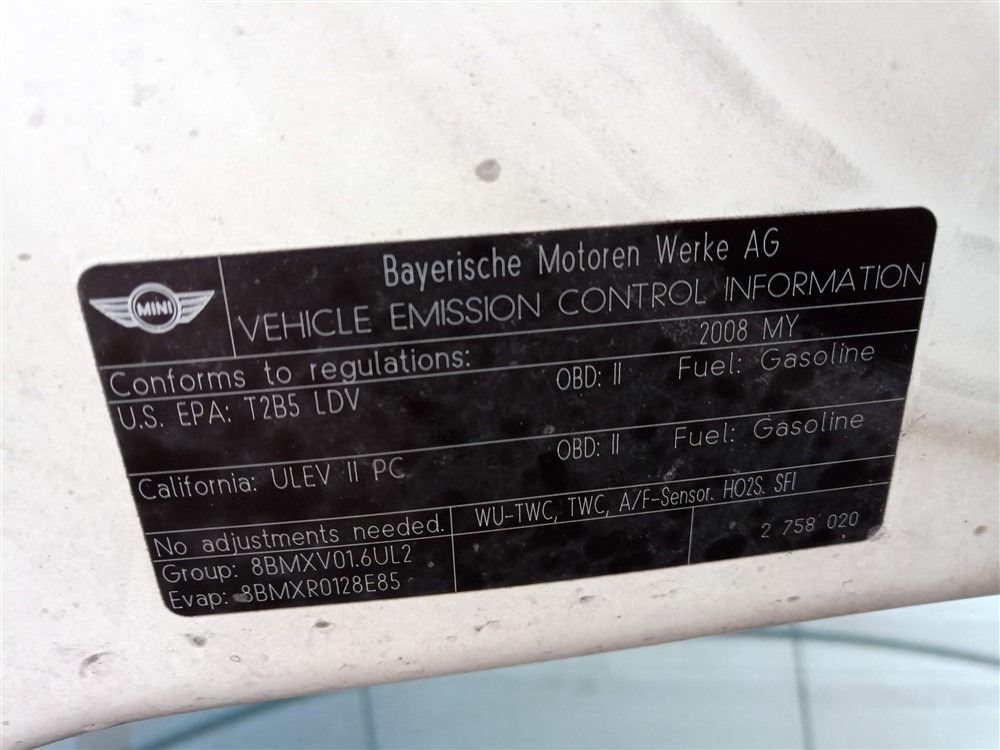 MINI
Bayerische Motoren Werke AG
VEHICLE EMISSION CONTROL INFORMATION
Conforms to regulations: 2008 MY
U.S. EPA: T2B5 LDV OBD: II Fuel: Gasoline
California: ULEV II PC OBD: II Fuel: Gasoline
No adjustments needed. WU-TWC, TWC, A/F-Sensor. HO2S. SFI
Group: 8BMXV01.6UL2 2 758 020
Evap: 8BMXR0128E85